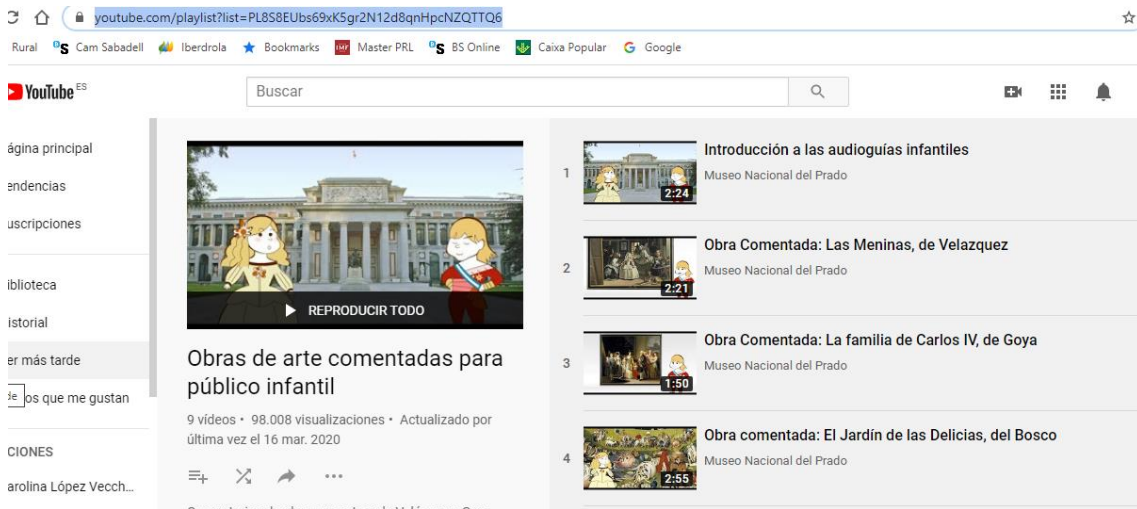 youtube.com/playlist?list=PL8S8EUbs69xK5gr2N12d8qnHpcNZQTTQ6
Rural BS Cam Sabadell Iberdrola Bookmarks IMF Master PRL BS BS Online Caixa Popular G Google
YouTube ES
Buscar
ágina principal
endencias
uscripciones
iblioteca
istorial
er más tarde
de os que me gustan
CIONES
arolina López Vecch...
REPRODUCIR TODO
Obras de arte comentadas para
público infantil
9 vídeos • 98.008 visualizaciones • Actualizado por
última vez el 16 mar. 2020
1
2:24
Introducción a las audioguías infantiles
Museo Nacional del Prado
2
2:21
Obra Comentada: Las Meninas, de Velazquez
Museo Nacional del Prado
3
1:50
Obra Comentada: La familia de Carlos IV, de Goya
Museo Nacional del Prado
4
2:55
Obra comentada: El Jardín de las Delicias, del Bosco
Museo Nacional del Prado